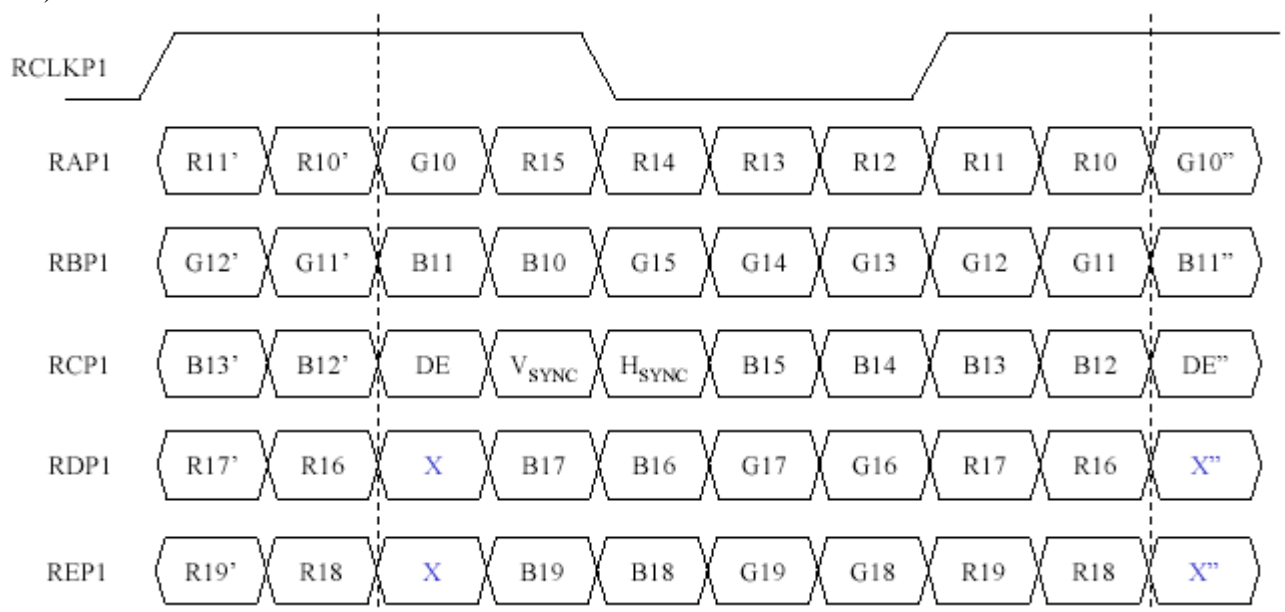 RCLKP1
RAP1 R11’ R10’ G10 R15 R14 R13 R12 R11 R10 G10”
RBP1 G12’ G11’ B11 B10 G15 G14 G13 G12 G11 B11”
RCP1 B13’ B12’ DE VSYNC HSYNC B15 B14 B13 B12 DE”
RDP1 R17’ R16 X B17 B16 G17 G16 R17 R16 X”
REP1 R19’ R18 X B19 B18 G19 G18 R19 R18 X”